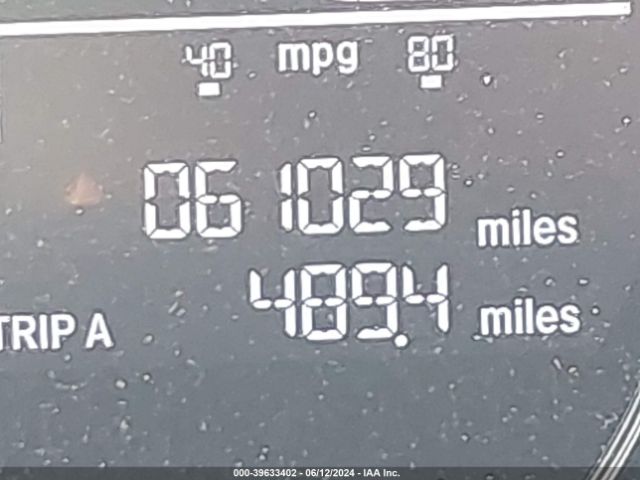 40 mpg 80
061029 miles
TRIP A 489.4 miles
000-39633402 - 06/12/2024 - IAA Inc.